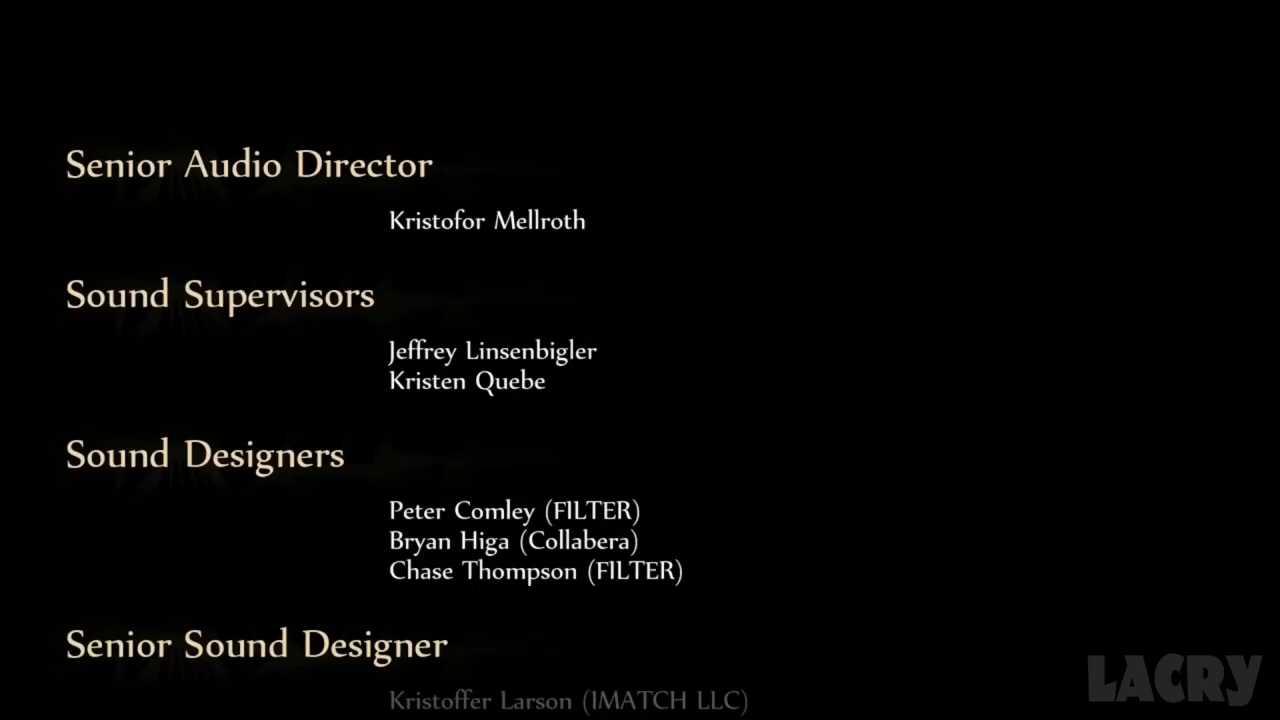 Senior Audio Director
Kristofor Mellroth
Sound Supervisors
Jeffrey Linsenbigler
Kristen Quebe
Sound Designers
Peter Comley (FILTER)
Bryan Higa (Collabera)
Chase Thompson (FILTER)
Senior Sound Designer
Kristoffer Larson (IMATCH LLC)
LACRY